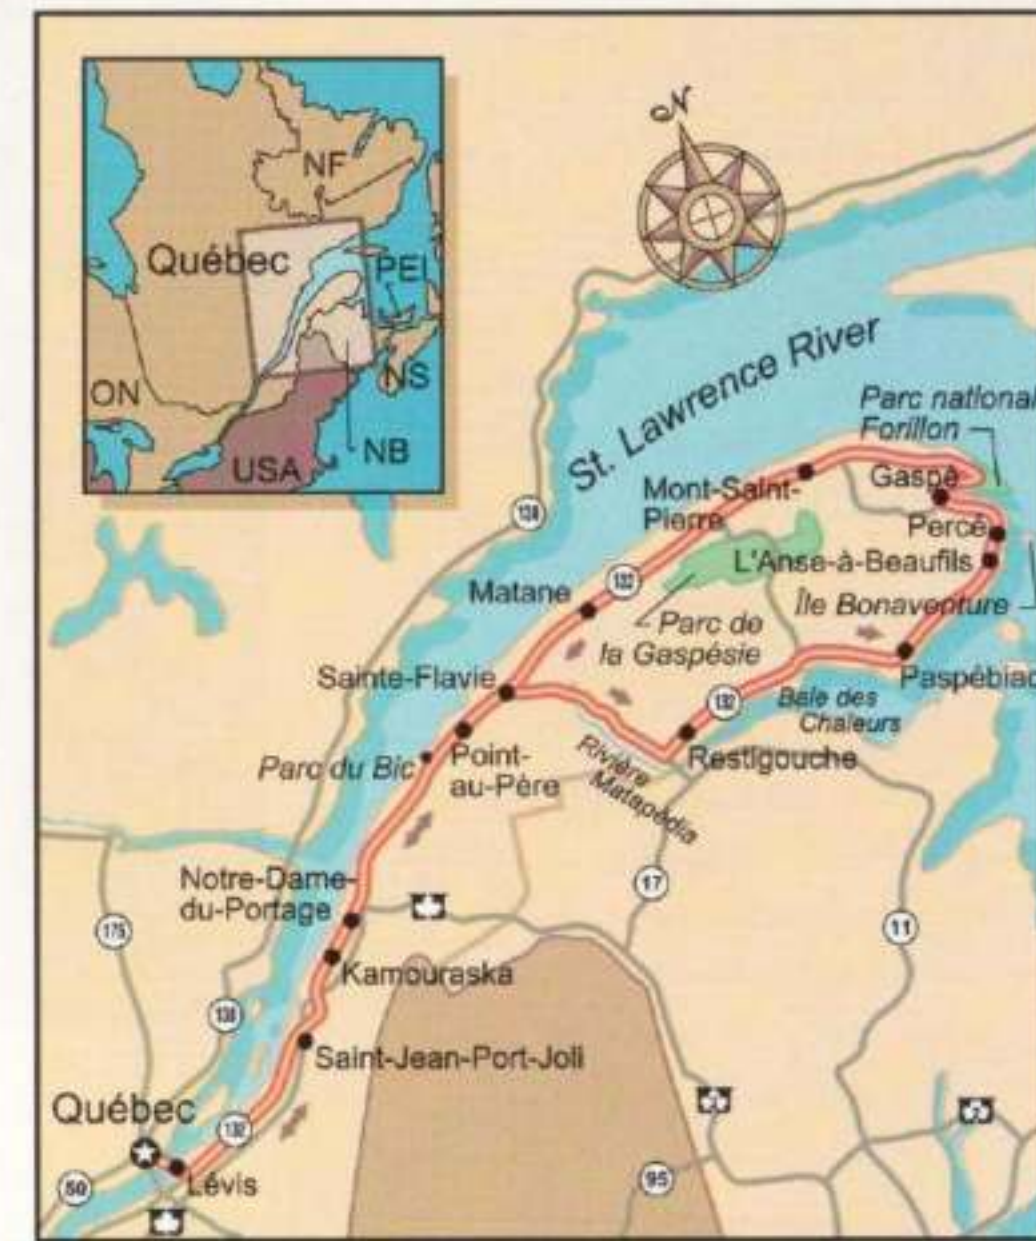 N
NF
Québec
PEI
ON
NS
NB
USA
St. Lawrence River
Parc national
Forillon
Gaspé
Mont-Saint-
Pierre
Percé
138
L'Anse-à-Beaufils
132
Matane
Île Bonaventure
Parc de
la Gaspésie
Sainte-Flavie
Paspébiac
132
Baie des
Chaleurs
Point-
au-Père
Parc du Bic
Restigouche
Rivière
Matapédia
Notre-Dame-
du-Portage
17
175
11
Kamouraska
138
Saint-Jean-Port-Joli
Québec
132
2
Lévis
50
95